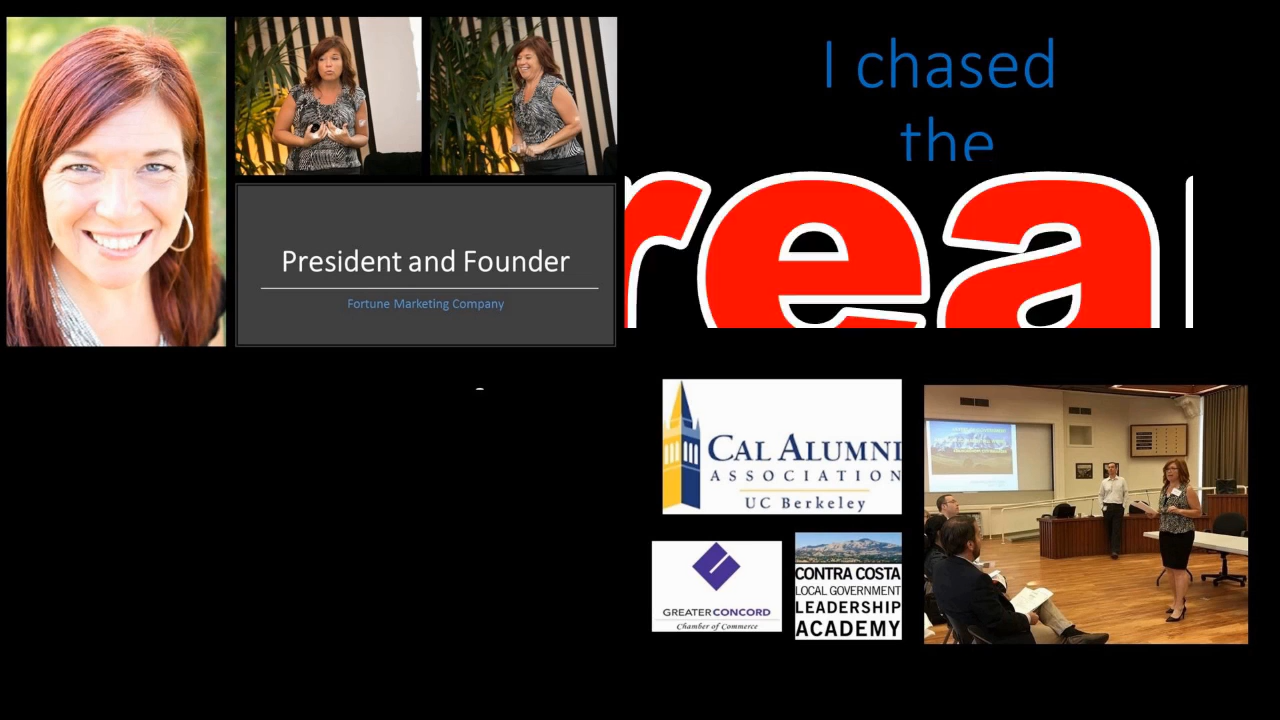 President and Founder
Fortune Marketing Company
I chased
the
rea
CAL ALUMNI
ASSOCIATION
UC Berkeley
GREATER CONCORD
Chamber of Commerce
CONTRA COSTA
LOCAL GOVERNMENT
LEADERSHIP
ACADEMY